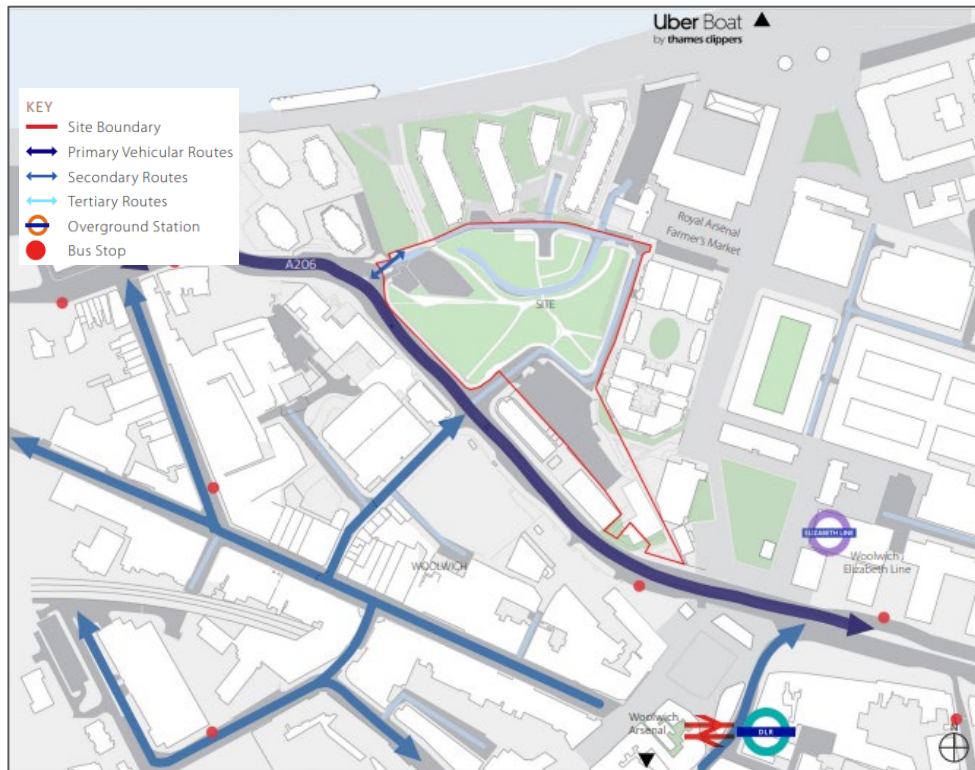 Uber Boat
by thames clippers
KEY
Site Boundary
Primary Vehicular Routes
Secondary Routes
Tertiary Routes
Overground Station
Bus Stop
A206
Royal Arsenal
Farmer's Market
SITE
ELIZABETH LINE
Woolwich
Elizabeth Line
WOOLWICH
Woolwich
Arsenal
DLR
N